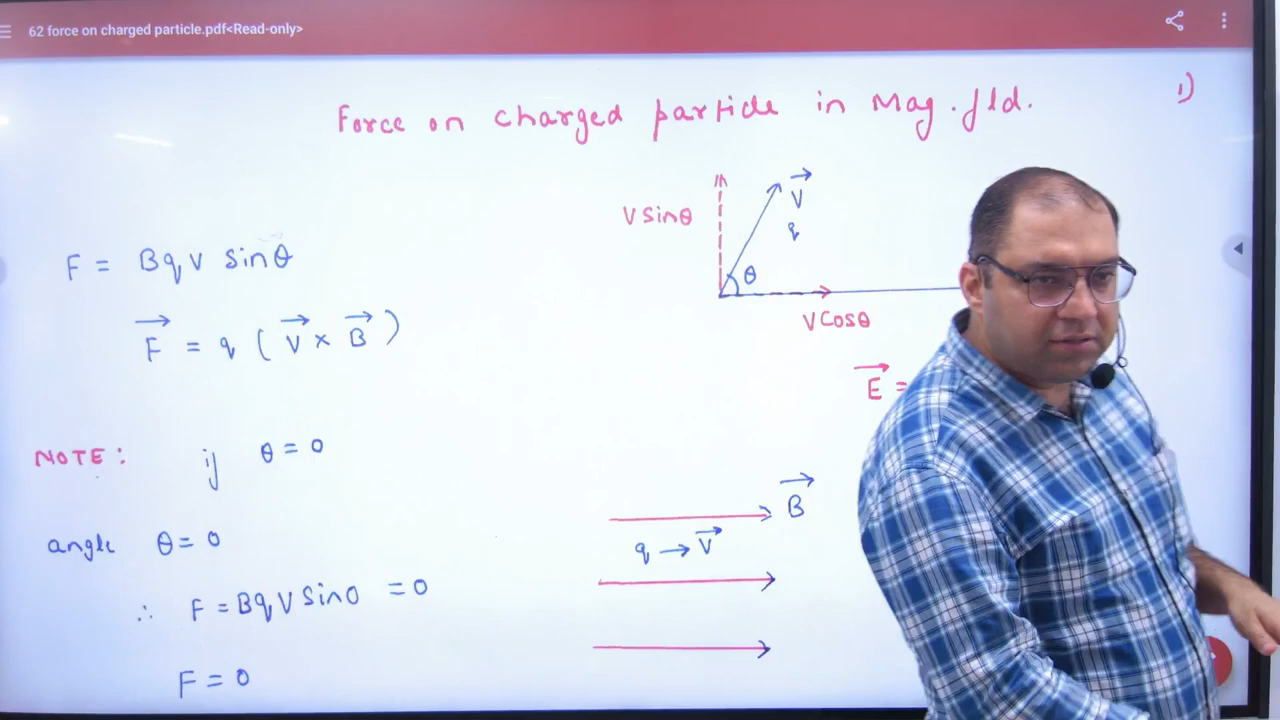 62 force on charged particle.pdf<Read-only>
Force on charged particle in Mag. fld.
1)
V sinθ
V
q
θ
V Cosθ
F = BqV sinθ
F = q ( V × B )
E =
NOTE: if θ = 0
B
q → V
angle θ = 0
∴ F = BqV Sin0 = 0
F = 0